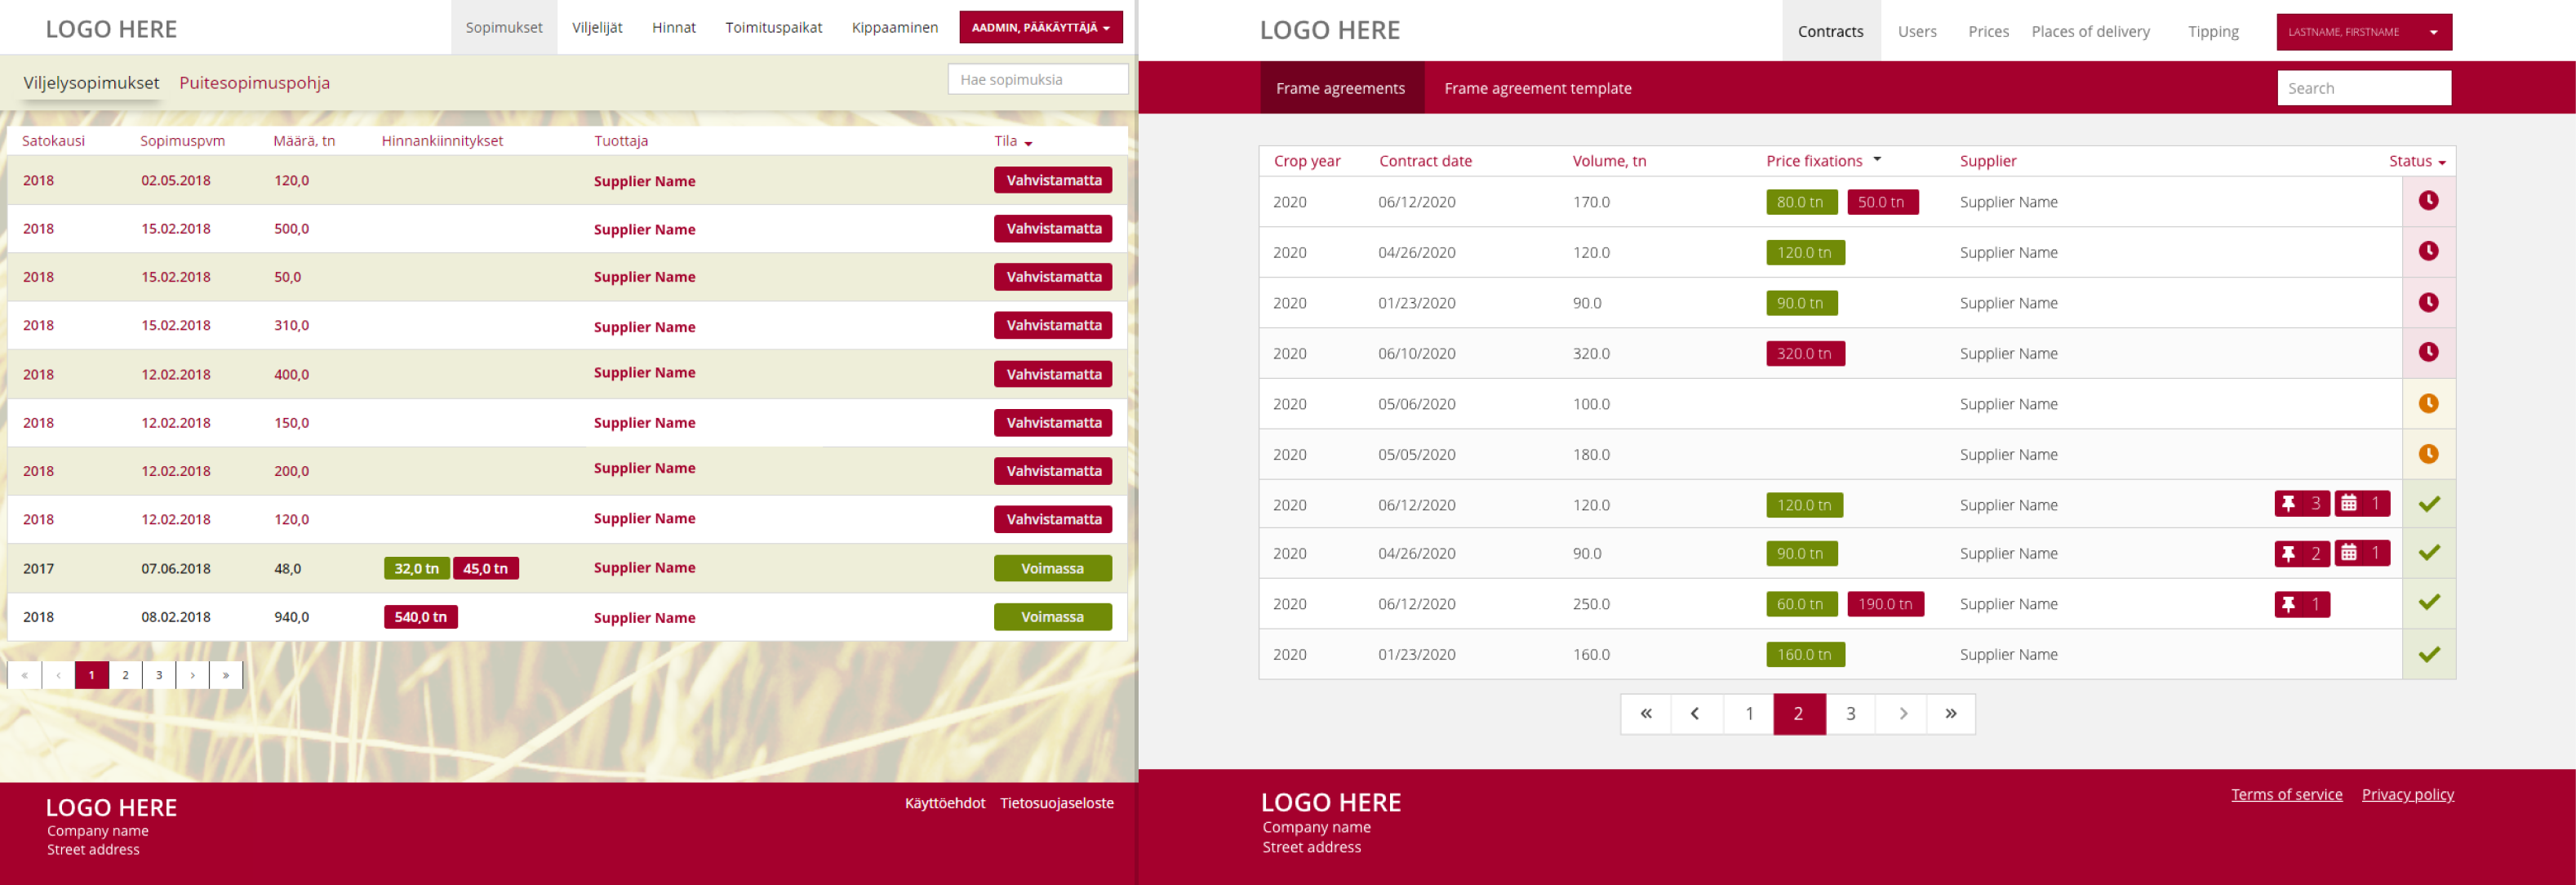 LOGO HERE
Sopimukset Viljelijät Hinnat Toimituspaikat Kippaaminen AADMIN, PÄÄKÄYTTÄJÄ
Viljelysopimukset Puitesopimuspohja Hae sopimuksia
Satokausi Sopimuspvm Määrä, tn Hinnankiinnitykset Tuottaja Tila
2018 02.05.2018 120,0 Supplier Name Vahvistamatta
2018 15.02.2018 500,0 Supplier Name Vahvistamatta
2018 15.02.2018 50,0 Supplier Name Vahvistamatta
2018 15.02.2018 310,0 Supplier Name Vahvistamatta
2018 12.02.2018 400,0 Supplier Name Vahvistamatta
2018 12.02.2018 150,0 Supplier Name Vahvistamatta
2018 12.02.2018 200,0 Supplier Name Vahvistamatta
2018 12.02.2018 120,0 Supplier Name Vahvistamatta
2017 07.06.2018 48,0 32,0 tn 45,0 tn Supplier Name Voimassa
2018 08.02.2018 940,0 540,0 tn Supplier Name Voimassa
« ‹ 1 2 3 › »
LOGO HERE
Company name
Street address
Käyttöehdot Tietosuojaseloste
LOGO HERE
Contracts Users Prices Places of delivery Tipping LASTNAME, FIRSTNAME
Frame agreements Frame agreement template Search
Crop year Contract date Volume, tn Price fixations Supplier Status
2020 06/12/2020 170.0 80.0 tn 50.0 tn Supplier Name
2020 04/26/2020 120.0 120.0 tn Supplier Name
2020 01/23/2020 90.0 90.0 tn Supplier Name
2020 06/10/2020 320.0 320.0 tn Supplier Name
2020 05/06/2020 100.0 Supplier Name
2020 05/05/2020 180.0 Supplier Name
2020 06/12/2020 120.0 120.0 tn Supplier Name 3 1
2020 04/26/2020 90.0 90.0 tn Supplier Name 2 1
2020 06/12/2020 250.0 60.0 tn 190.0 tn Supplier Name 1
2020 01/23/2020 160.0 160.0 tn Supplier Name
« ‹ 1 2 3 › »
LOGO HERE
Company name
Street address
Terms of service Privacy policy